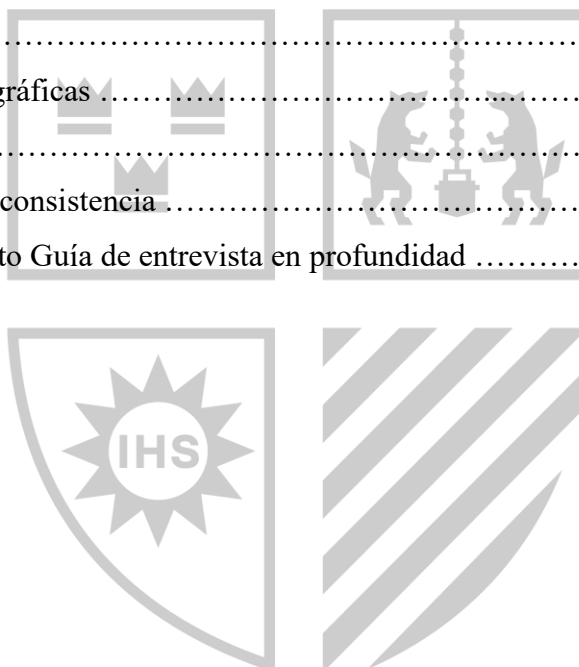 ……………………………………………………………
gráficas …………………………………..………
……………………………………………………………
consistencia ……………………………………………
to Guía de entrevista en profundidad ……….
IHS